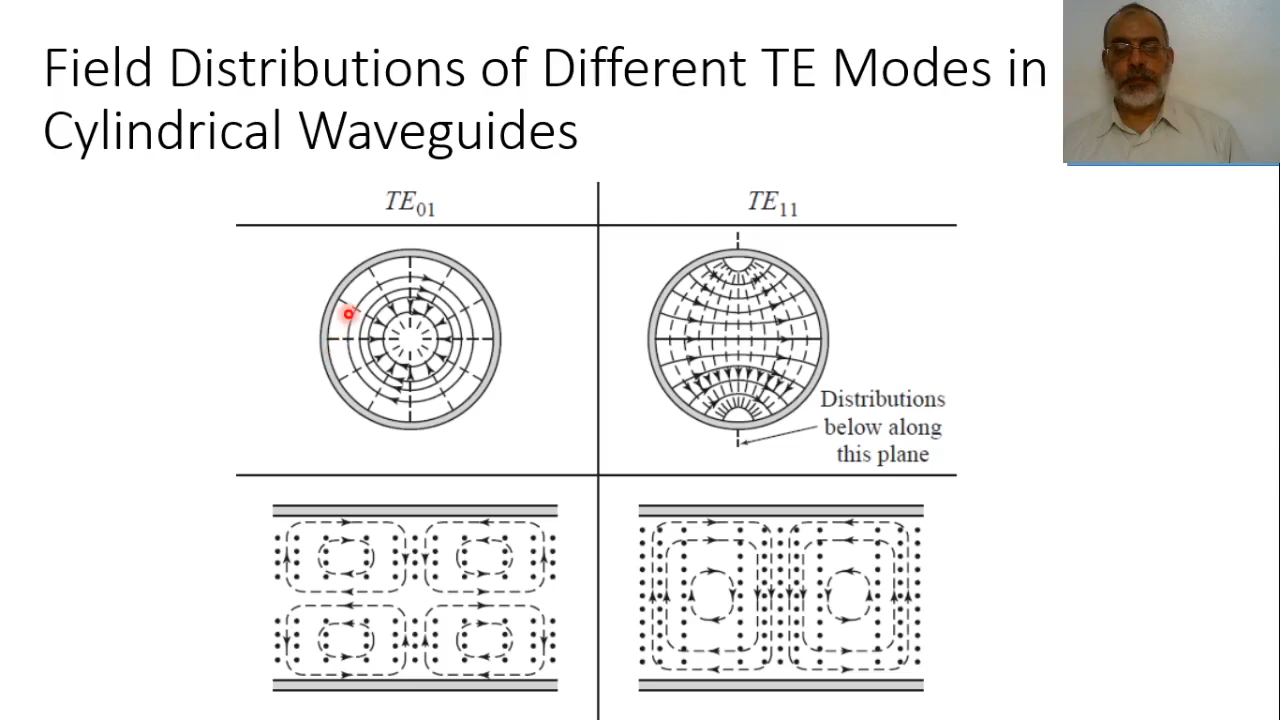 Field Distributions of Different TE Modes in
Cylindrical Waveguides
TE01
TE11
Distributions
below along
this plane